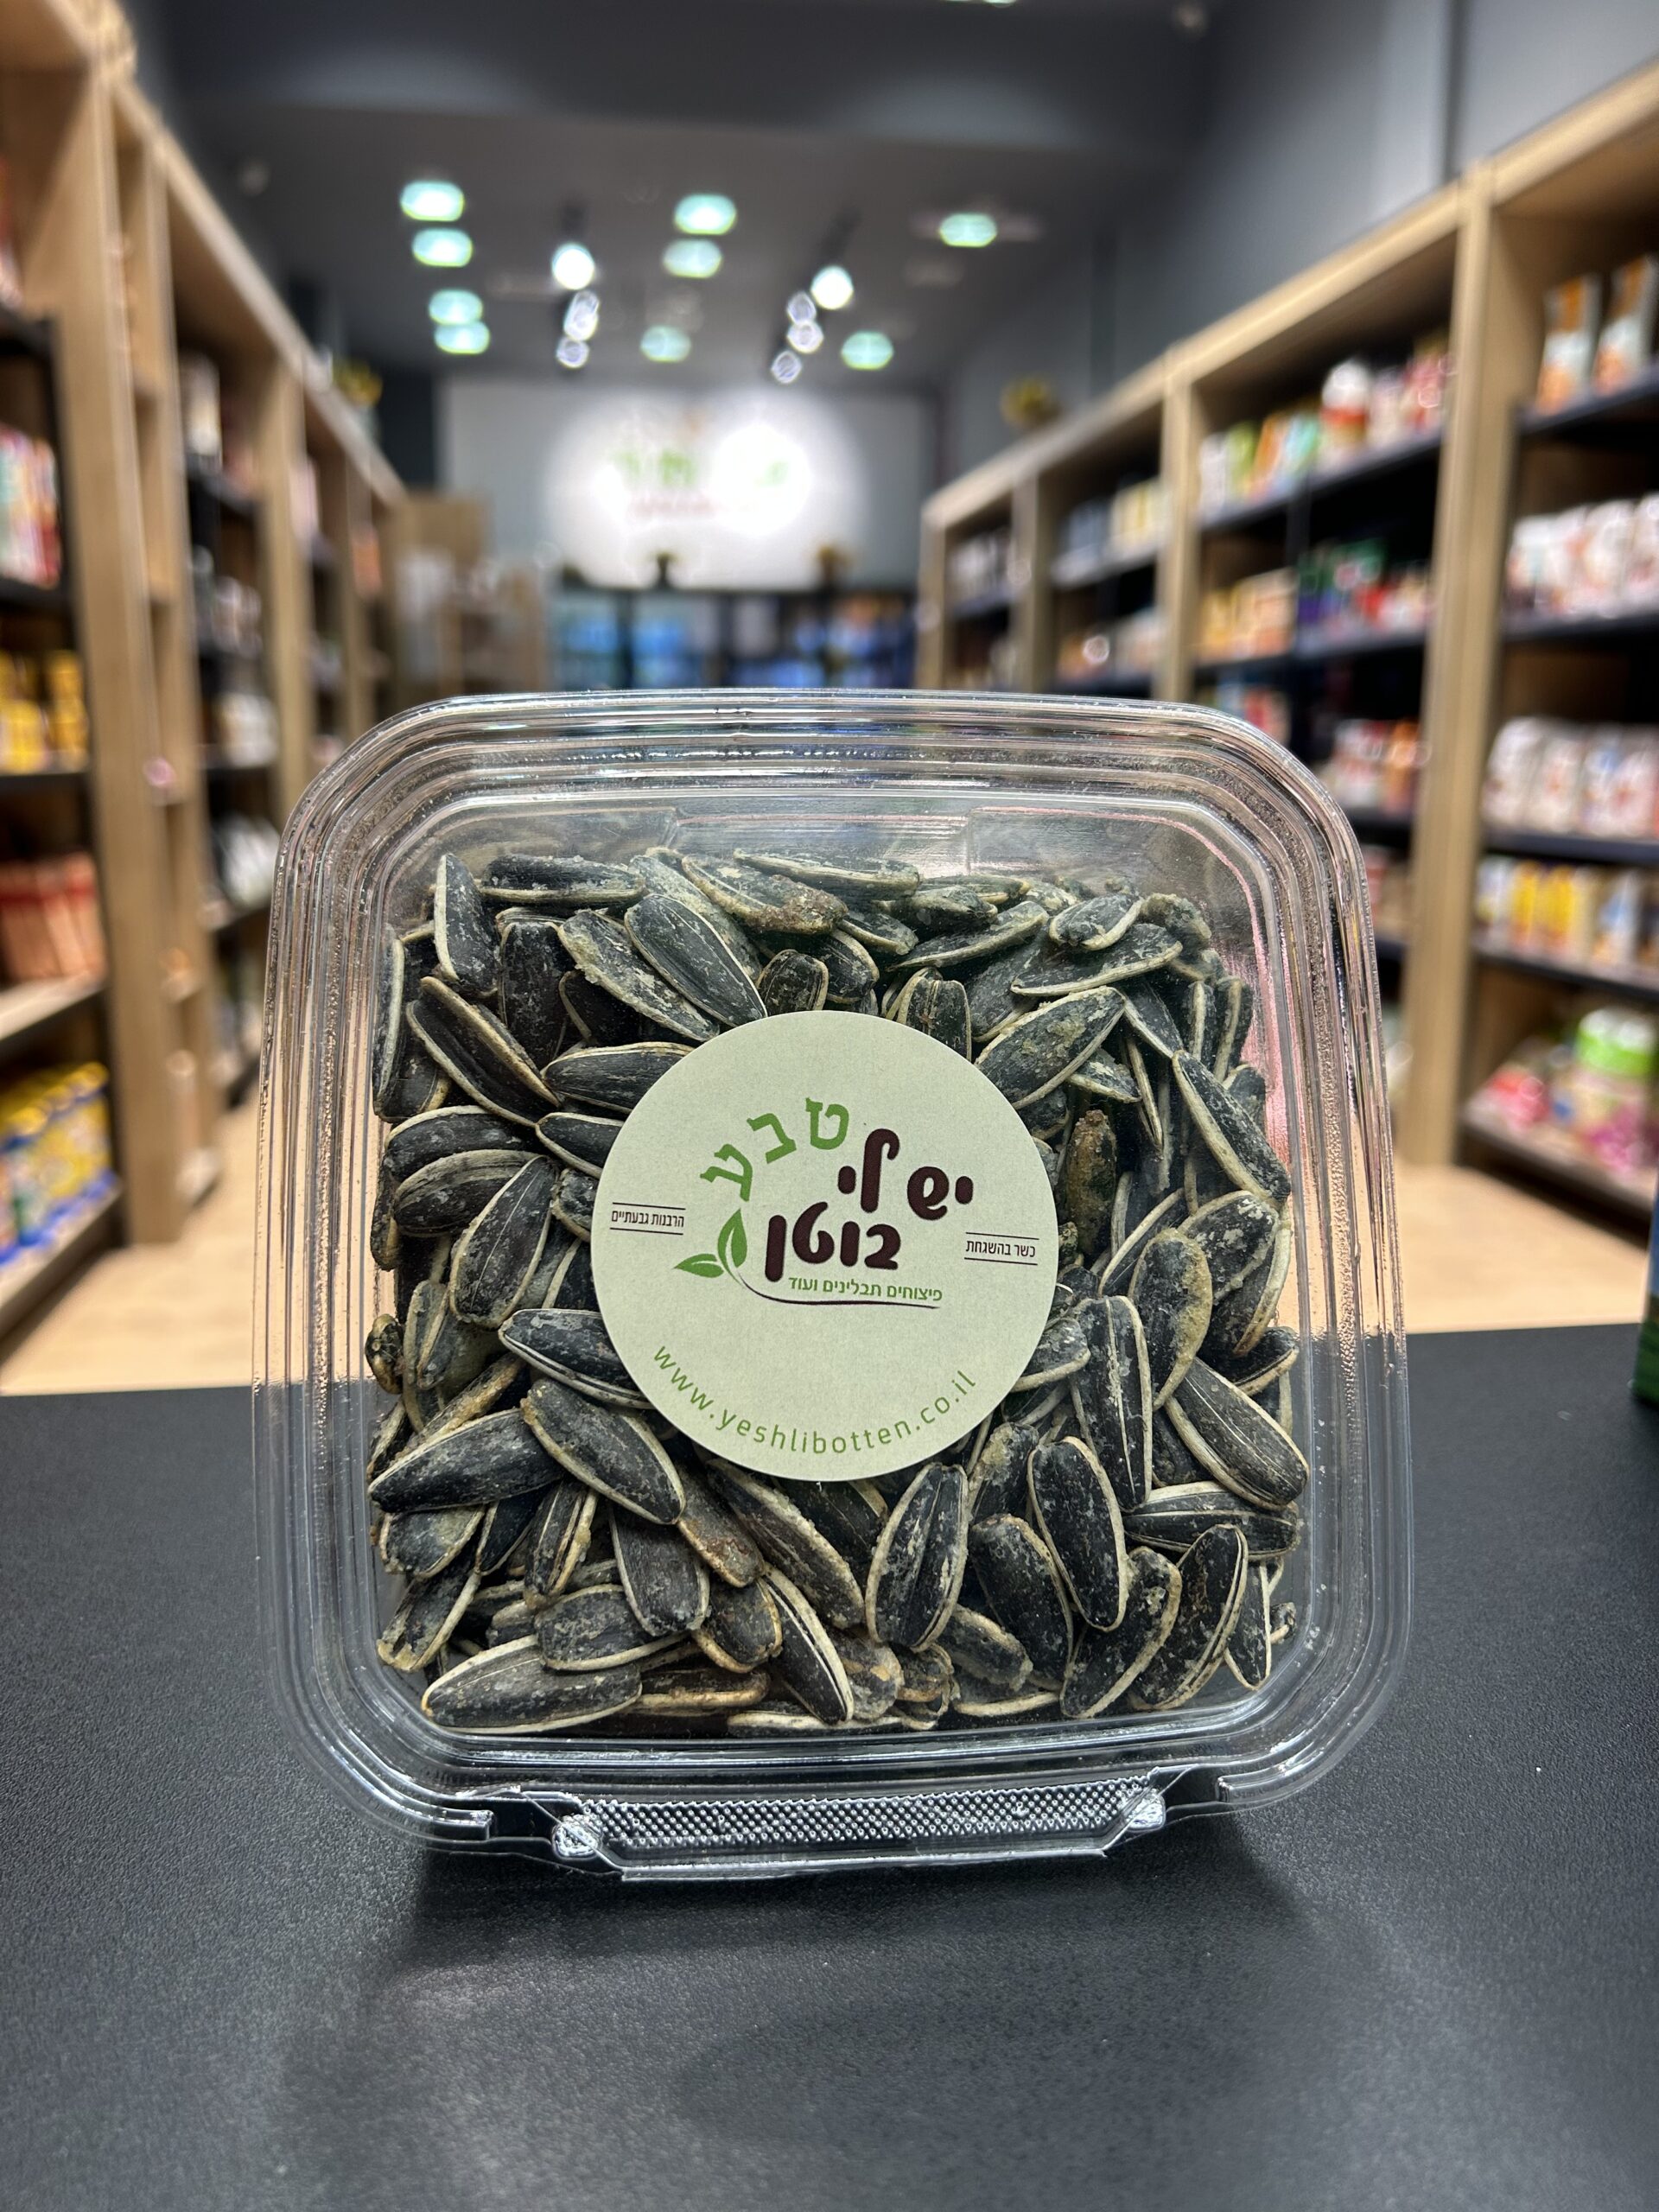 טבע
יש לי
בוטן
פיצוחים תבלינים ועוד
כשר בהשגחת
הרבנות גבעתיים
www.yeshlibotten.co.il